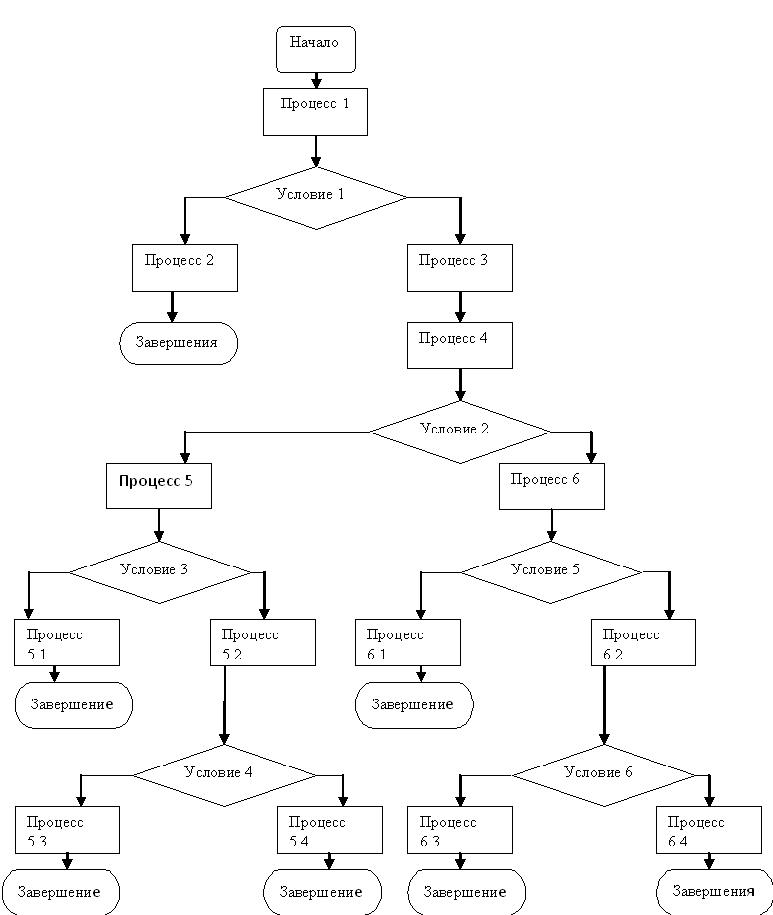 Начало
Процесс 1
Условие 1
Процесс 2
Процесс 3
Завершения
Процесс 4
Условие 2
Процесс 5
Процесс 6
Условие 3
Условие 5
Процесс
5.1
Процесс
5.2
Процесс
6.1
Процесс
6.2
Завершение
Завершение
Условие 4
Условие 6
Процесс
5.3
Процесс
5.4
Процесс
6.3
Процесс
6.4
Завершение
Завершение
Завершение
Завершения